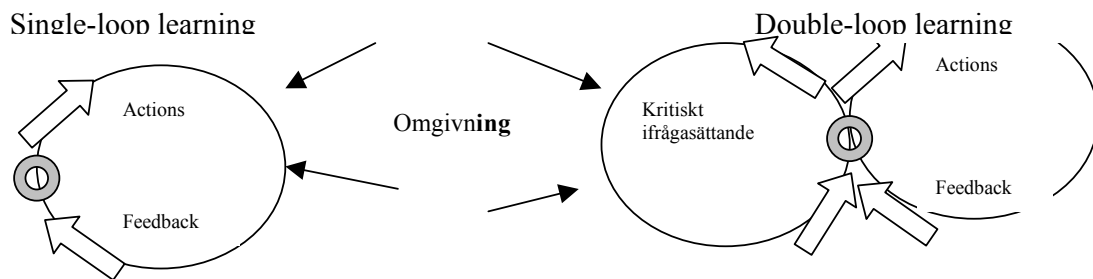 Single-loop learning
Double-loop learning
Actions
Feedback
Omgivning
Kritiskt
ifrågasättande
Actions
Feedback